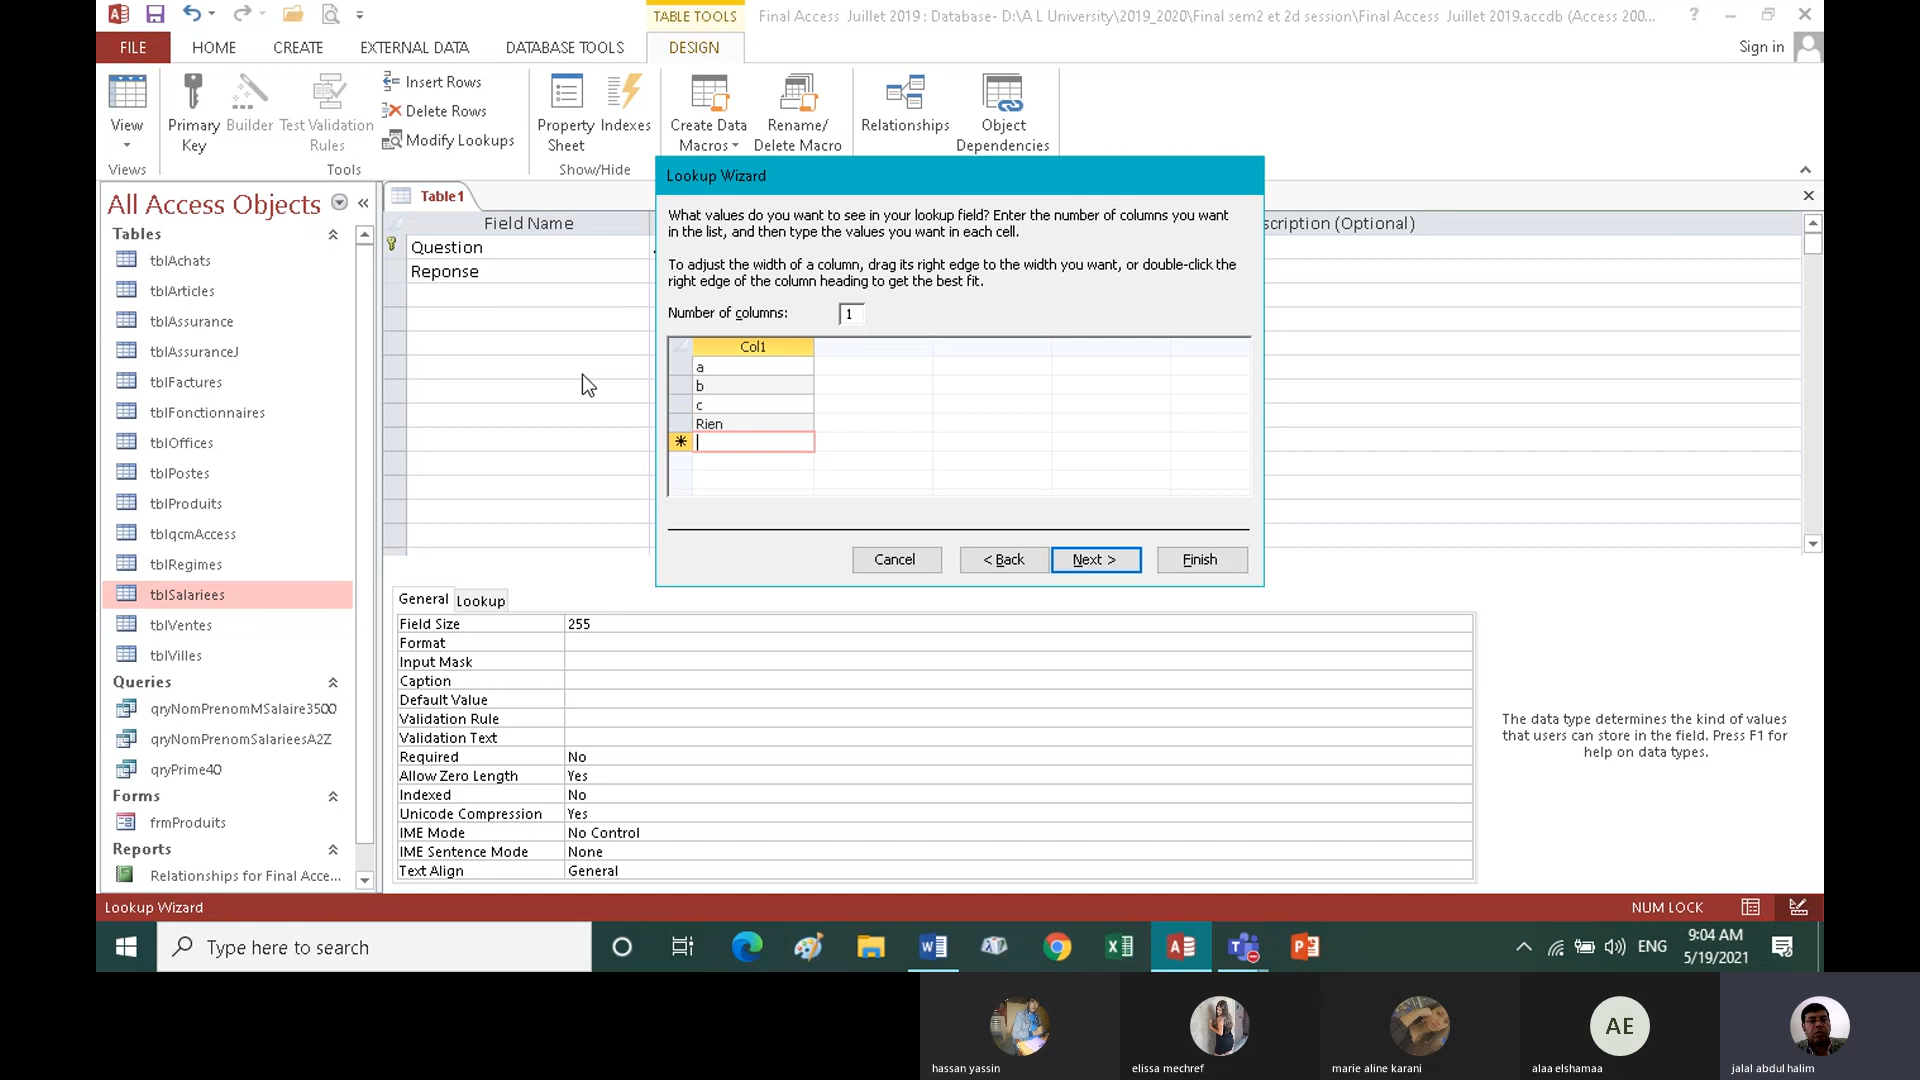 TABLE TOOLS
Final Access Juillet 2019 : Database- D:\A L University\2019_2020\Final sem2 et 2d session\Final Access Juillet 2019.accdb (Access 200...
?
FILE
HOME
CREATE
EXTERNAL DATA
DATABASE TOOLS
DESIGN
Sign in
View
Primary Key
Builder
Test Validation Rules
Insert Rows
Delete Rows
Modify Lookups
Property Sheet
Indexes
Create Data Macros
Rename/ Delete Macro
Relationships
Object Dependencies
Views
Tools
Show/Hide
All Access Objects
Tables
tblAchats
tblArticles
tblAssurance
tblAssuranceJ
tblFactures
tblFonctionnaires
tblOffices
tblPostes
tblProduits
tblqcmAccess
tblRegimes
tblSalariees
tblVentes
tblVilles
Queries
qryNomPrenomMSalaire3500
qryNomPrenomSalarieesA2Z
qryPrime40
Forms
frmProduits
Reports
Relationships for Final Acce...
Table1
Field Name
scription (Optional)
Question
Reponse
Lookup Wizard
What values do you want to see in your lookup field? Enter the number of columns you want
in the list, and then type the values you want in each cell.
To adjust the width of a column, drag its right edge to the width you want, or double-click the
right edge of the column heading to get the best fit.
Number of columns: 1
Col1
a
b
c
Rien
Cancel
< Back
Next >
Finish
General
Lookup
Field Size 255
Format
Input Mask
Caption
Default Value
Validation Rule
Validation Text
Required No
Allow Zero Length Yes
Indexed No
Unicode Compression Yes
IME Mode No Control
IME Sentence Mode None
Text Align General
The data type determines the kind of values
that users can store in the field. Press F1 for
help on data types.
Lookup Wizard
NUM LOCK
Type here to search
ENG
9:04 AM
5/19/2021
AE
hassan yassin
elissa mechref
marie aline karani
alaa elshamaa
jalal abdul halim